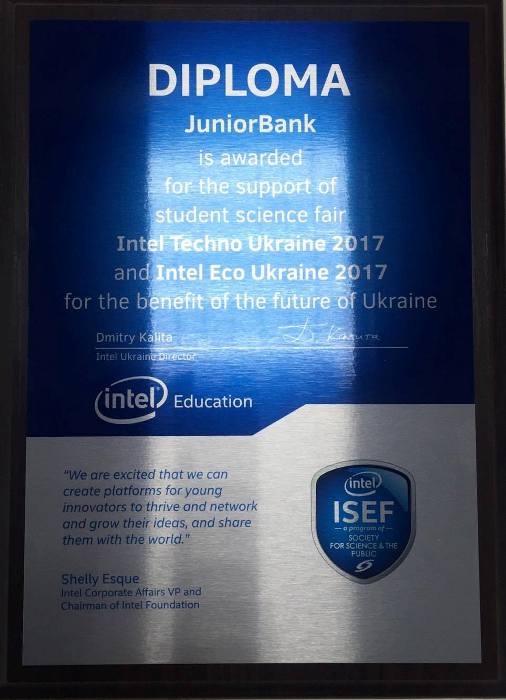 DIPLOMA
JuniorBank
is awarded
for the support of
student science fair
Intel Techno Ukraine 2017
and Intel Eco Ukraine 2017
for the benefit of the future of Ukraine
Dmitry Kalita
Intel Ukraine Director
intel Education
"We are excited that we can
create platforms for young
innovators to thrive and network
and grow their ideas, and share
them with the world."
Shelly Esque
Intel Corporate Affairs VP and
Chairman of Intel Foundation
intel
ISEF
a program of
SOCIETY
FOR SCIENCE & THE
PUBLIC